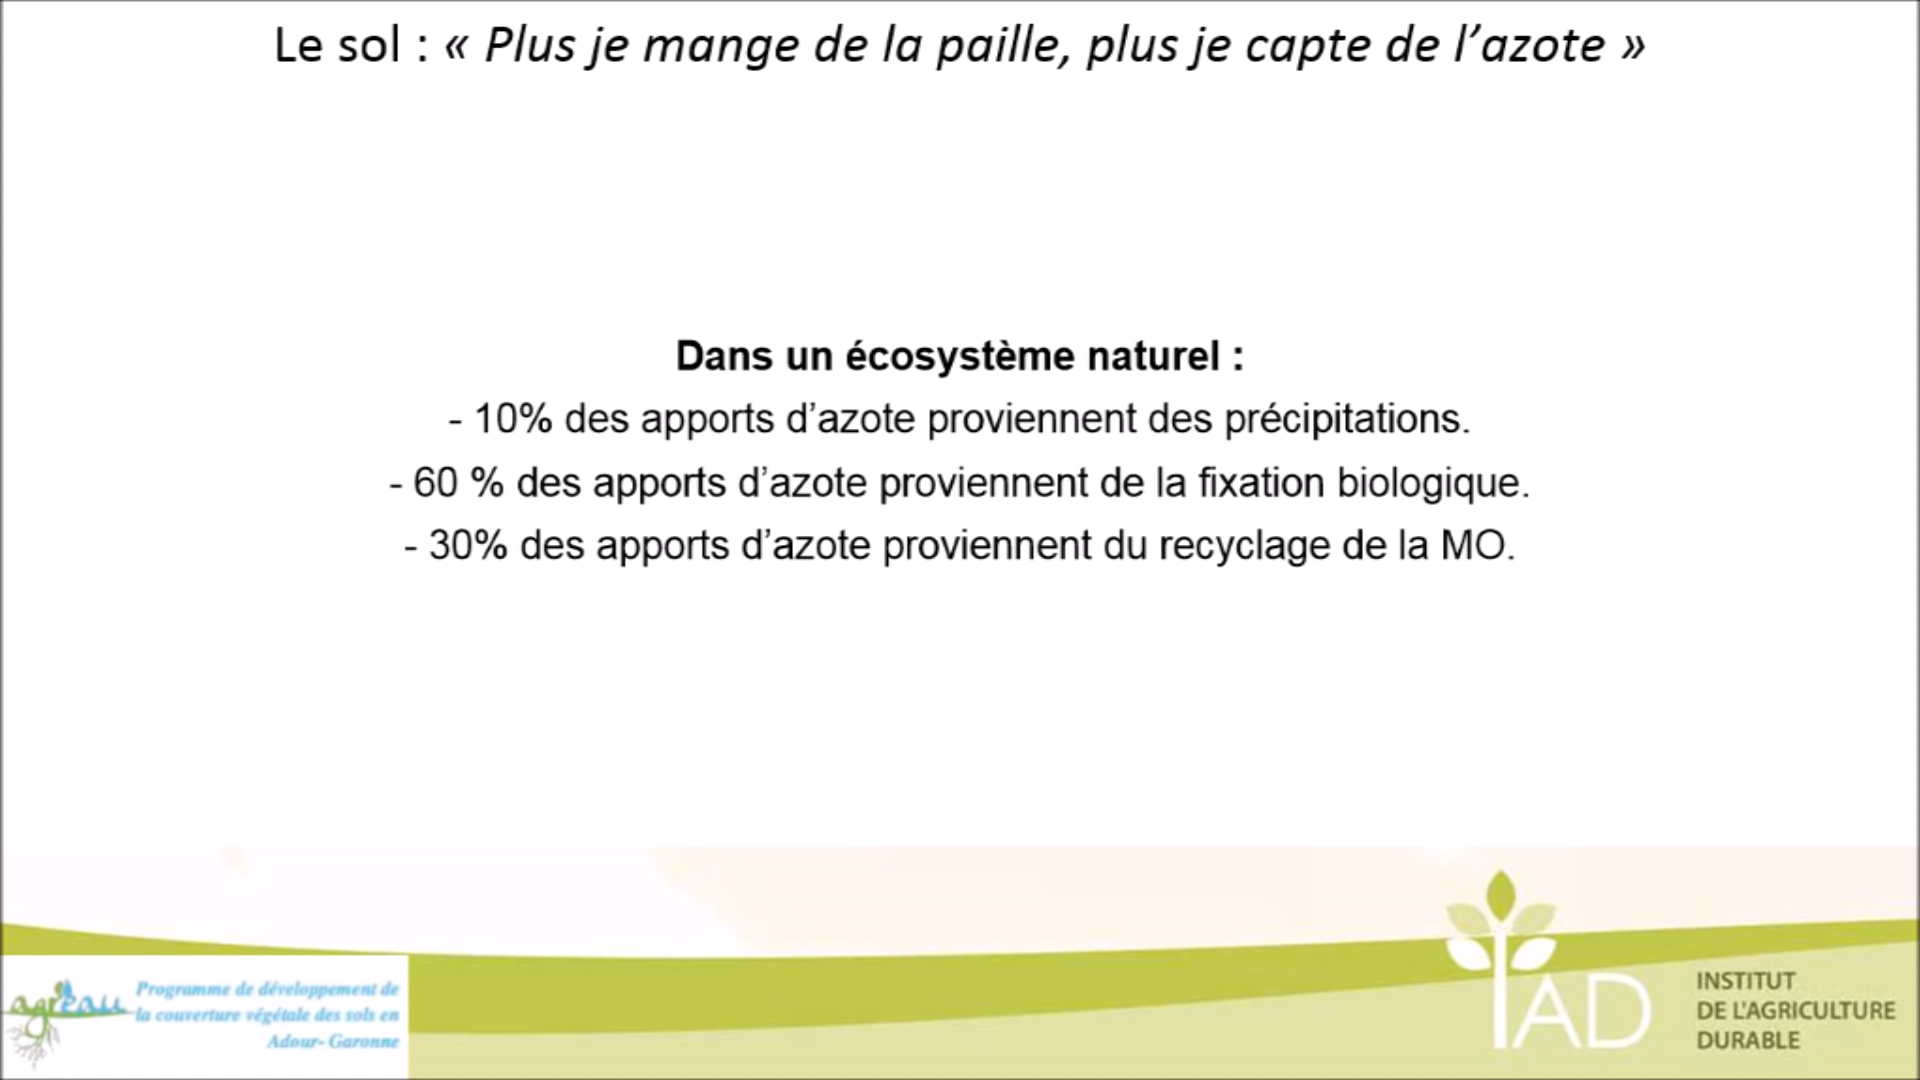 Le sol : « Plus je mange de la paille, plus je capte de l’azote »
Dans un écosystème naturel :
- 10% des apports d’azote proviennent des précipitations.
- 60 % des apports d’azote proviennent de la fixation biologique.
- 30% des apports d’azote proviennent du recyclage de la MO.
agreau
Programme de développement de
la couverture végétale des sols en
Adour- Garonne
IAD
INSTITUT
DE L'AGRICULTURE
DURABLE